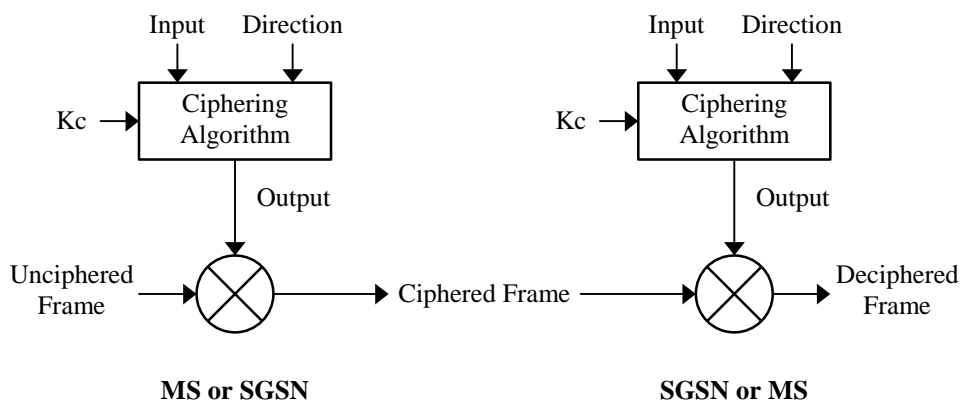 Input Direction Input Direction
Kc Ciphering Algorithm Kc Ciphering Algorithm
Output Output
Unciphered Frame Ciphered Frame Deciphered Frame
MS or SGSN SGSN or MS